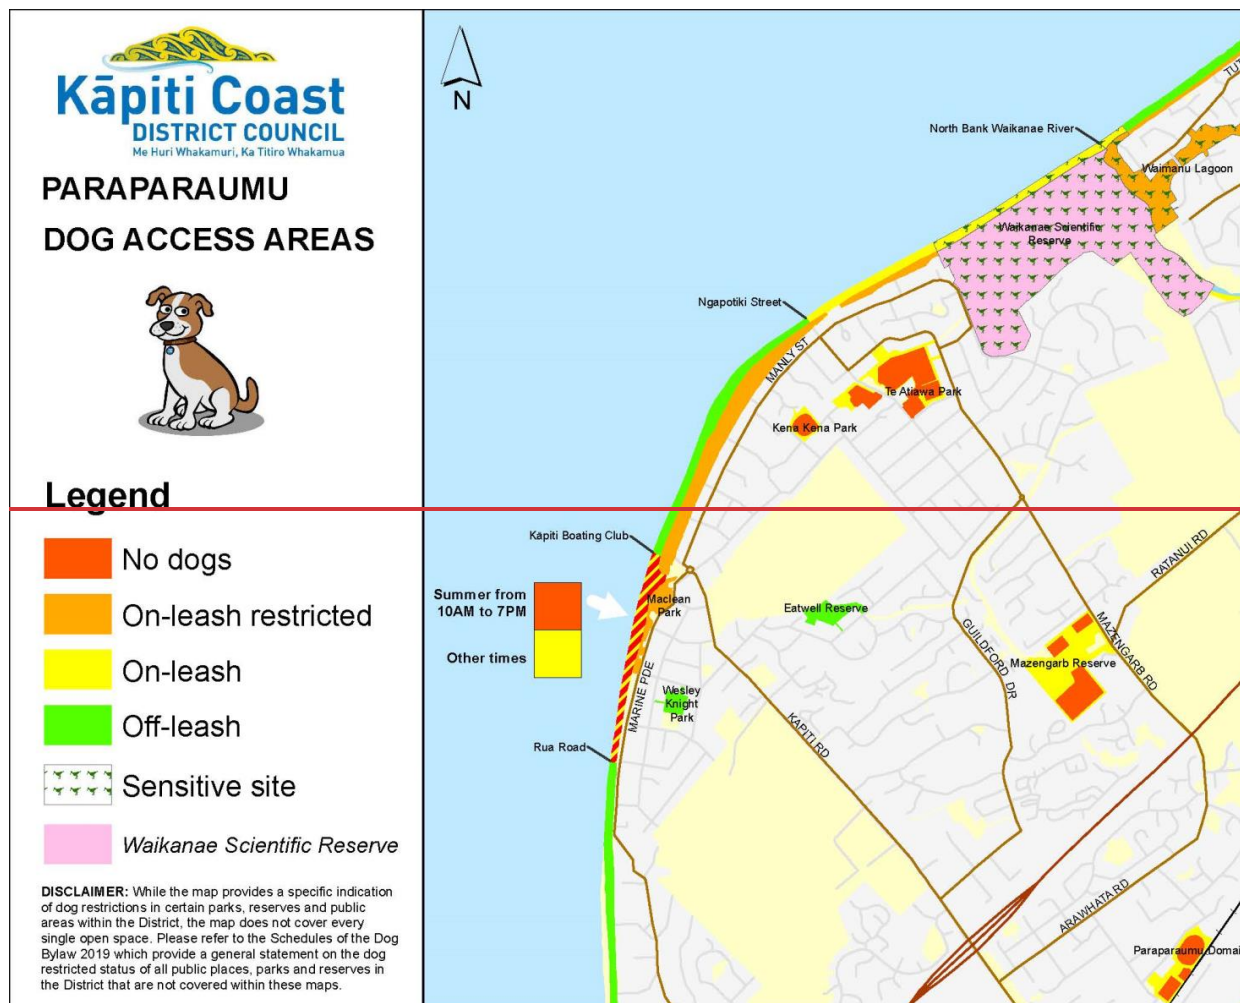 Kāpiti Coast
DISTRICT COUNCIL
Me Huri Whakamuri, Ka Titiro Whakamua
PARAPARAUMU
DOG ACCESS AREAS
Legend
No dogs
On-leash restricted
On-leash
Off-leash
Sensitive site
Waikanae Scientific Reserve
DISCLAIMER: While the map provides a specific indication
of dog restrictions in certain parks, reserves and public
areas within the District, the map does not cover every
single open space. Please refer to the Schedules of the Dog
Bylaw 2019 which provide a general statement on the dog
restricted status of all public places, parks and reserves in
the District that are not covered within these maps.
N
TUT
North Bank Waikanae River
Waimanu Lagoon
Waikanae Scientific
Reserve
Ngapotiki Street
MANLY ST
Te Atiawa Park
Kena Kena Park
Kāpiti Boating Club
RATANUI RD
Summer from
10AM to 7PM
Other times
Maclean
Park
Eatwell Reserve
GUILDFORD DR
MAZENGARB RD
Mazengarb Reserve
MARINE PDE
Wesley
Knight
Park
KAPITI RD
Rua Road
ARAWHATA RD
Paraparaumu Domai